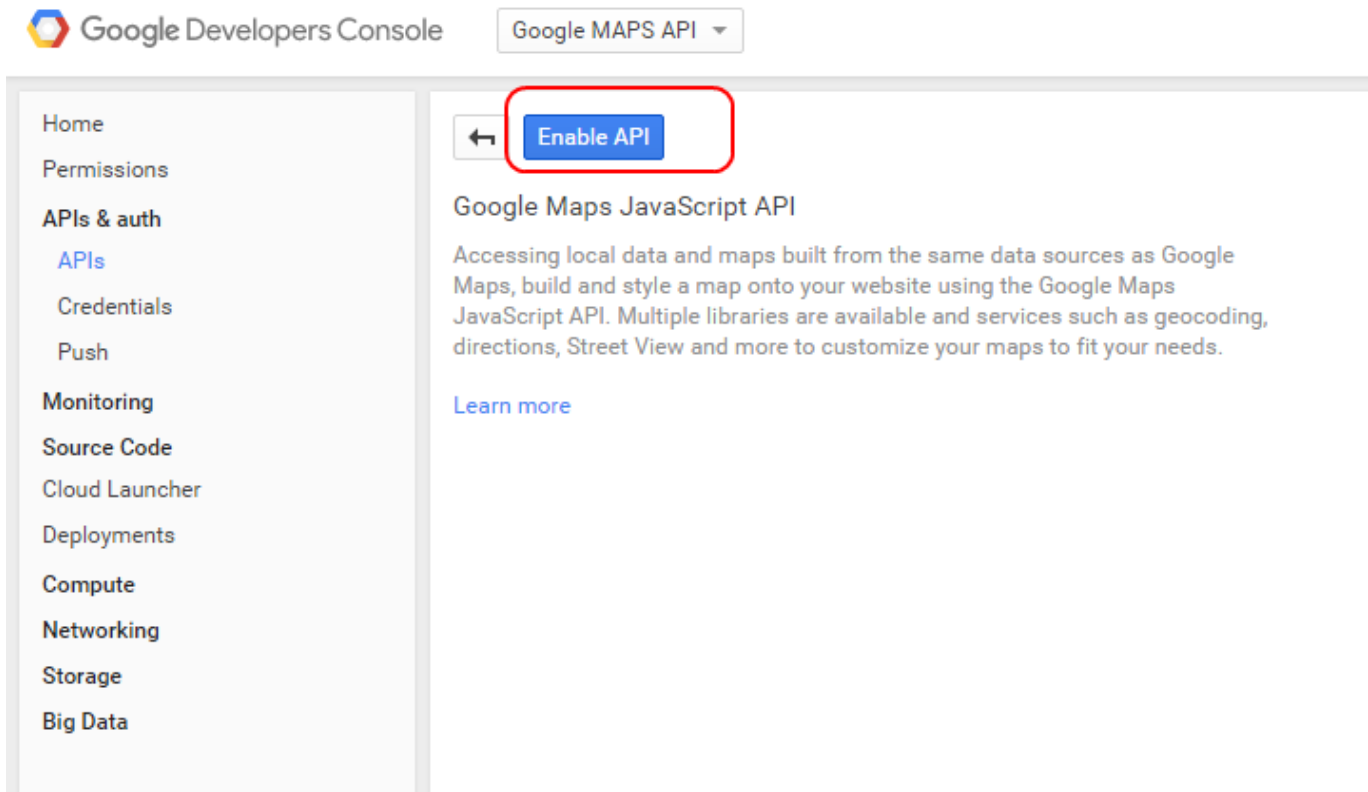 Google Developers Console
Google MAPS API
Home
Permissions
APIs & auth
APIs
Credentials
Push
Monitoring
Source Code
Cloud Launcher
Deployments
Compute
Networking
Storage
Big Data
Enable API
Google Maps JavaScript API
Accessing local data and maps built from the same data sources as Google
Maps, build and style a map onto your website using the Google Maps
JavaScript API. Multiple libraries are available and services such as geocoding,
directions, Street View and more to customize your maps to fit your needs.
Learn more